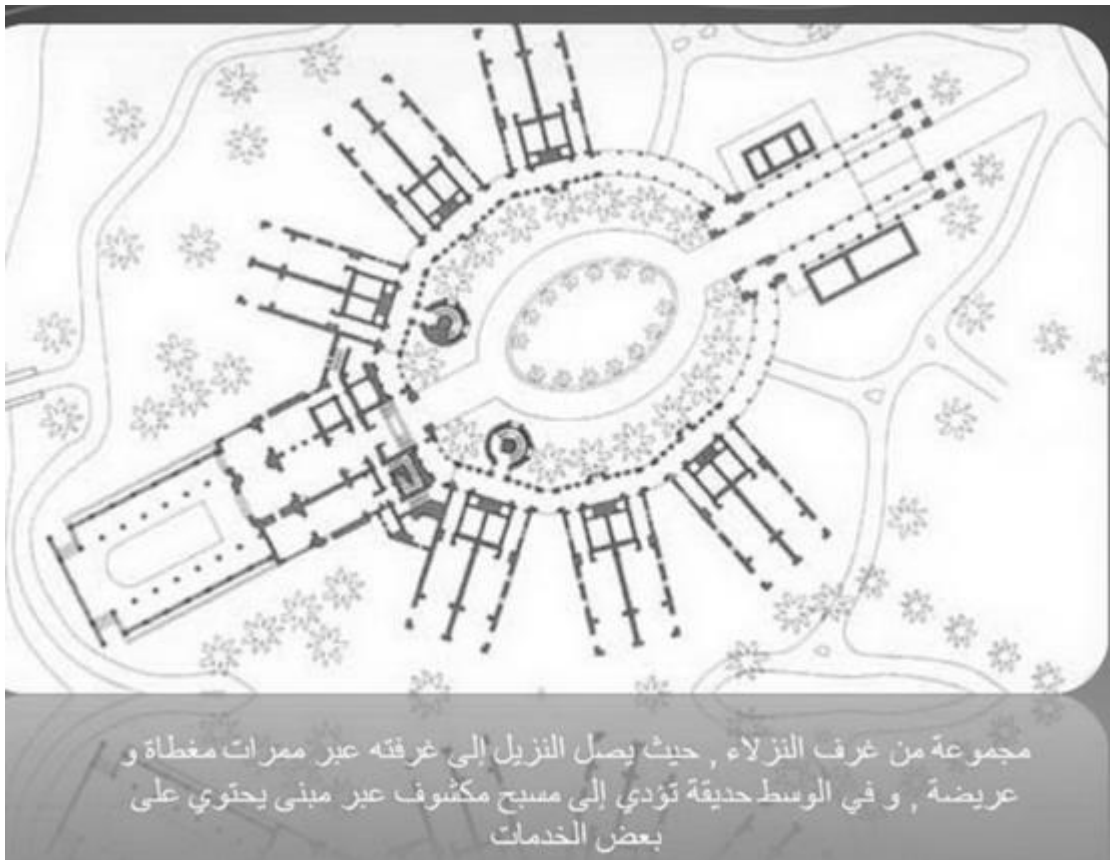 مجموعة من غرف النزلاء , حيث يصل النزيل إلى غرفته عبر ممرات مغطاة و
عريضة , و في الوسط حديقة تؤدي إلى مسبح مكشوف عبر مبنى يحتوي على
بعض الخدمات